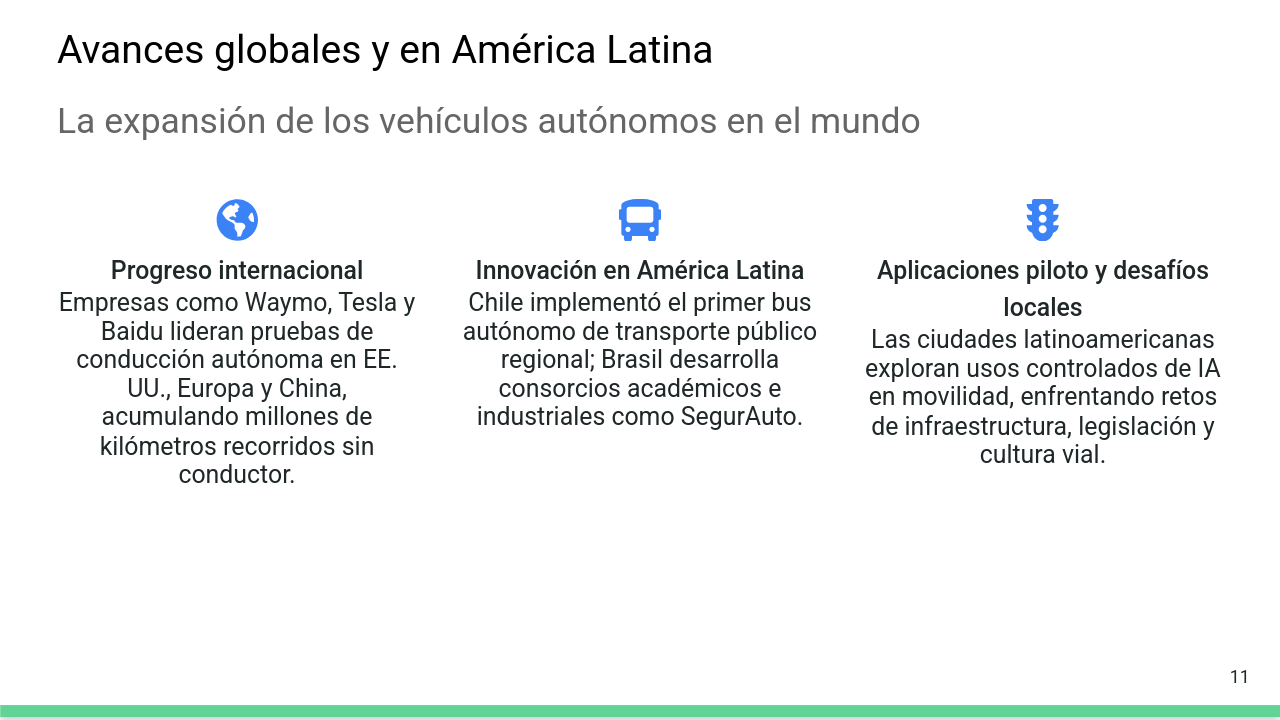 Avances globales y en América Latina
La expansión de los vehículos autónomos en el mundo
Progreso internacional
Empresas como Waymo, Tesla y
Baidu lideran pruebas de
conducción autónoma en EE.
UU., Europa y China,
acumulando millones de
kilómetros recorridos sin
conductor.
Innovación en América Latina
Chile implementó el primer bus
autónomo de transporte público
regional; Brasil desarrolla
consorcios académicos e
industriales como SegurAuto.
Aplicaciones piloto y desafíos
locales
Las ciudades latinoamericanas
exploran usos controlados de IA
en movilidad, enfrentando retos
de infraestructura, legislación y
cultura vial.
11